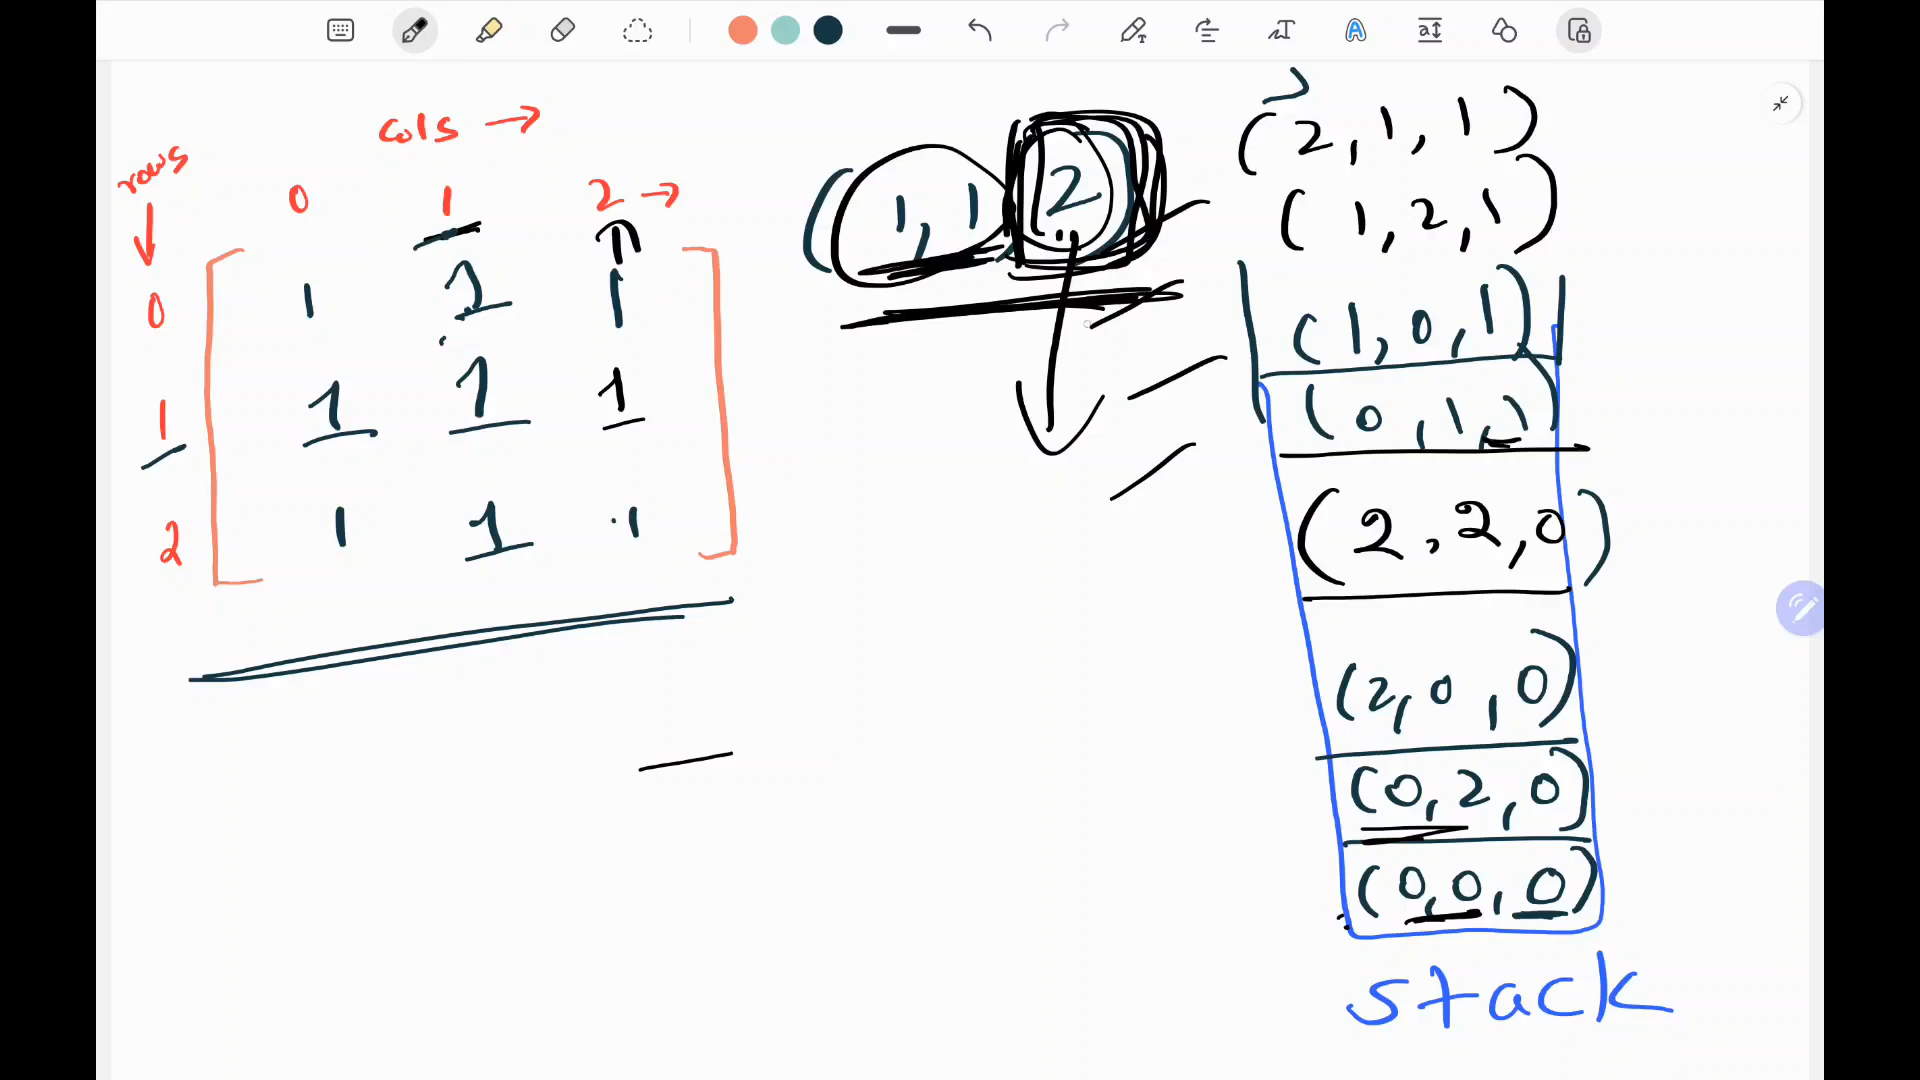 cols →
rows
0 1 2 →
0 1 1 1
1 1 1 1
2 1 1 1
(1, 1, 2)
(2, 1, 1)
(1, 2, 1)
(1, 0, 1)
(0, 1, 1)
(2, 2, 0)
(2, 0, 0)
(0, 2, 0)
(0, 0, 0)
stack